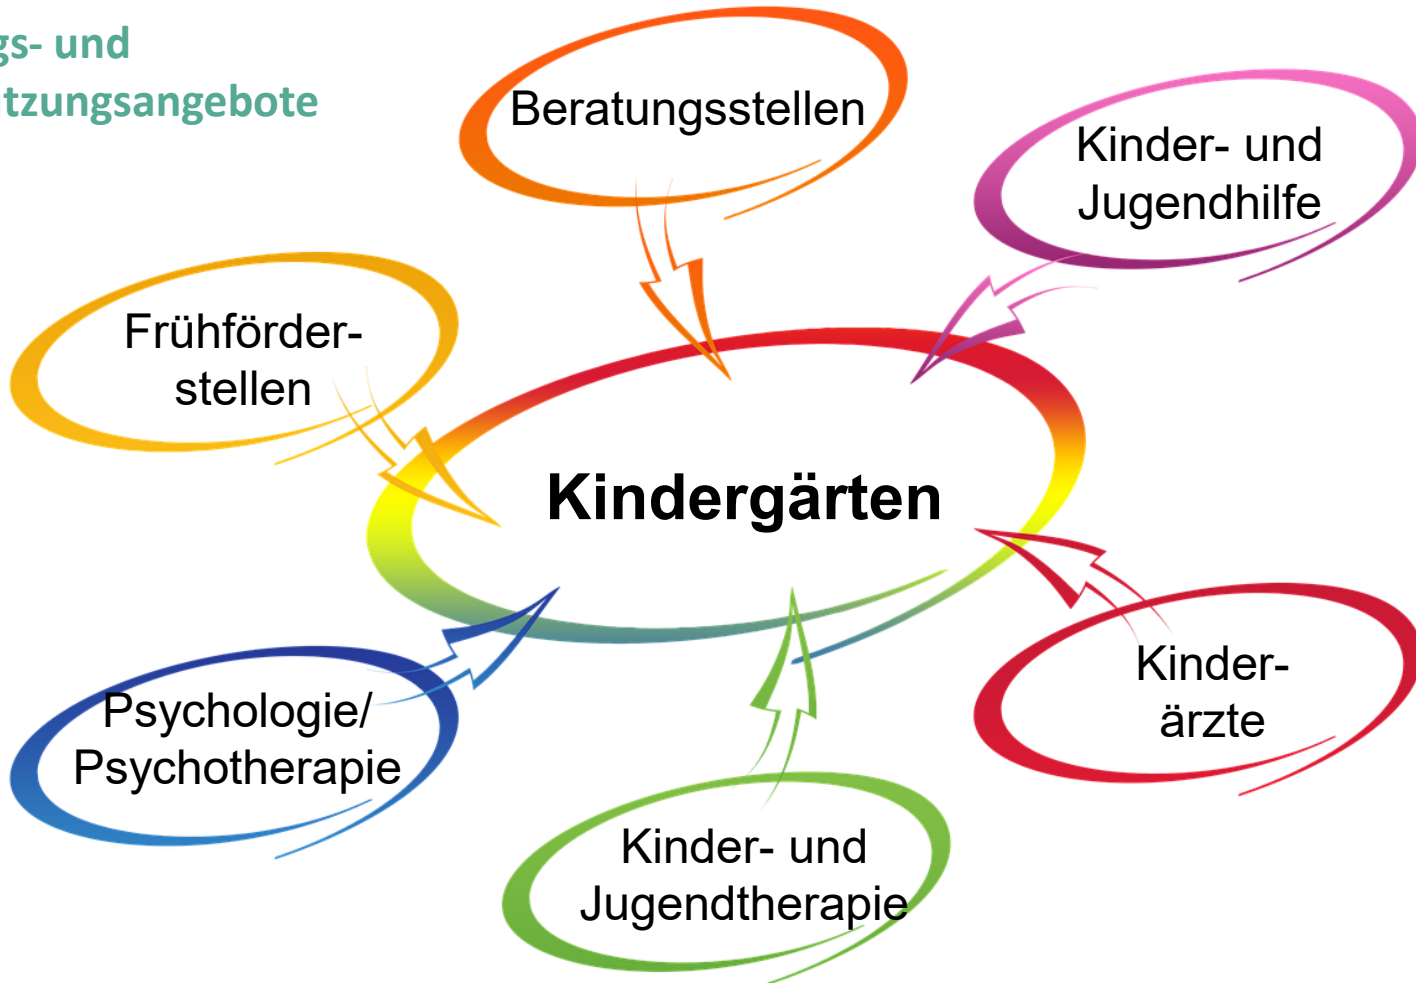 gs- und
tzungsangebote
Beratungsstellen
Kinder- und
Jugendhilfe
Frühförder-
stellen
Kindergärten
Kinder-
ärzte
Psychologie/
Psychotherapie
Kinder- und
Jugendtherapie